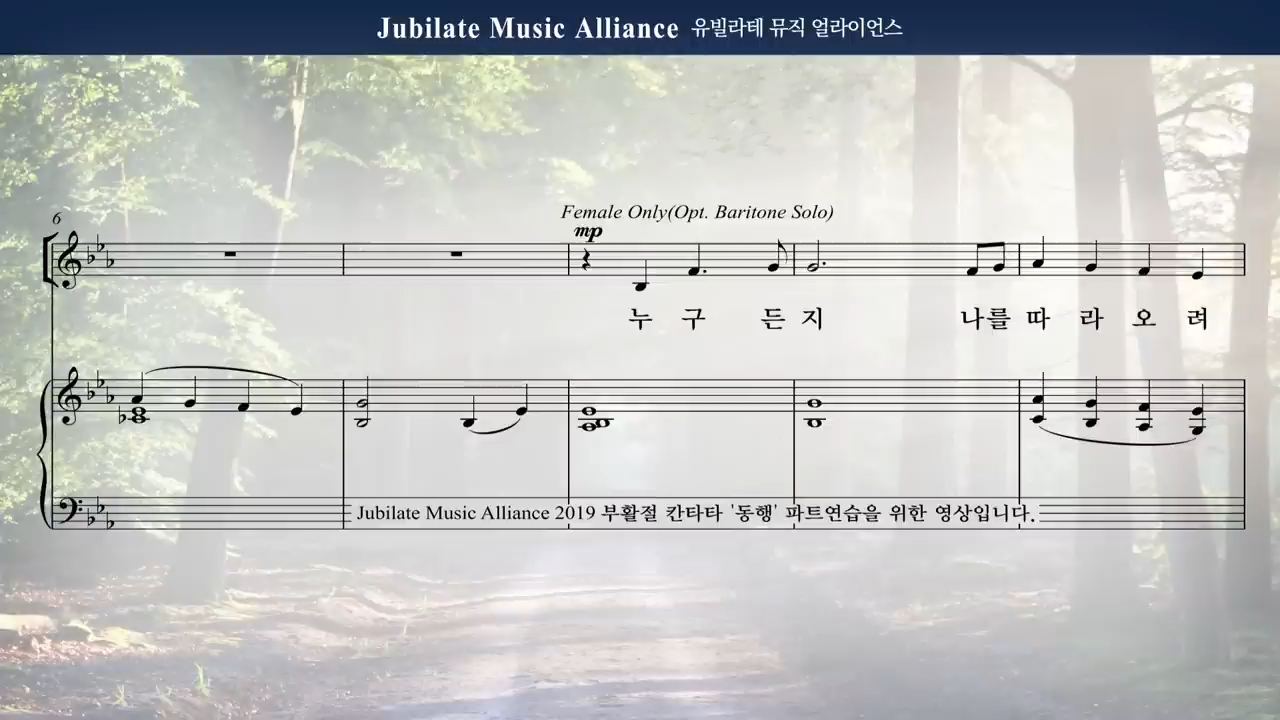 Jubilate Music Alliance 유빌라테 뮤직 얼라이언스
6
Female Only(Opt. Baritone Solo)
mp
누 구 든 지 나를 따 라 오 려
Jubilate Music Alliance 2019 부활절 칸타타 '동행' 파트연습을 위한 영상입니다.